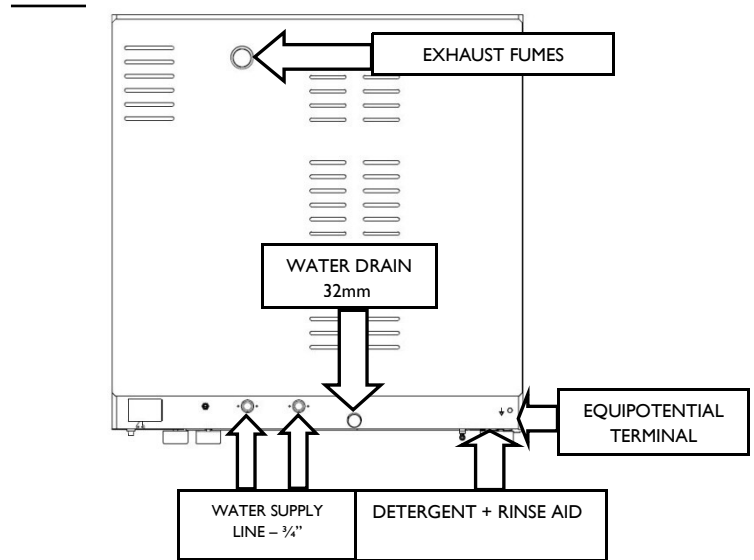 EXHAUST FUMES
WATER DRAIN
32mm
EQUIPOTENTIAL
TERMINAL
WATER SUPPLY
LINE – ¾”
DETERGENT + RINSE AID